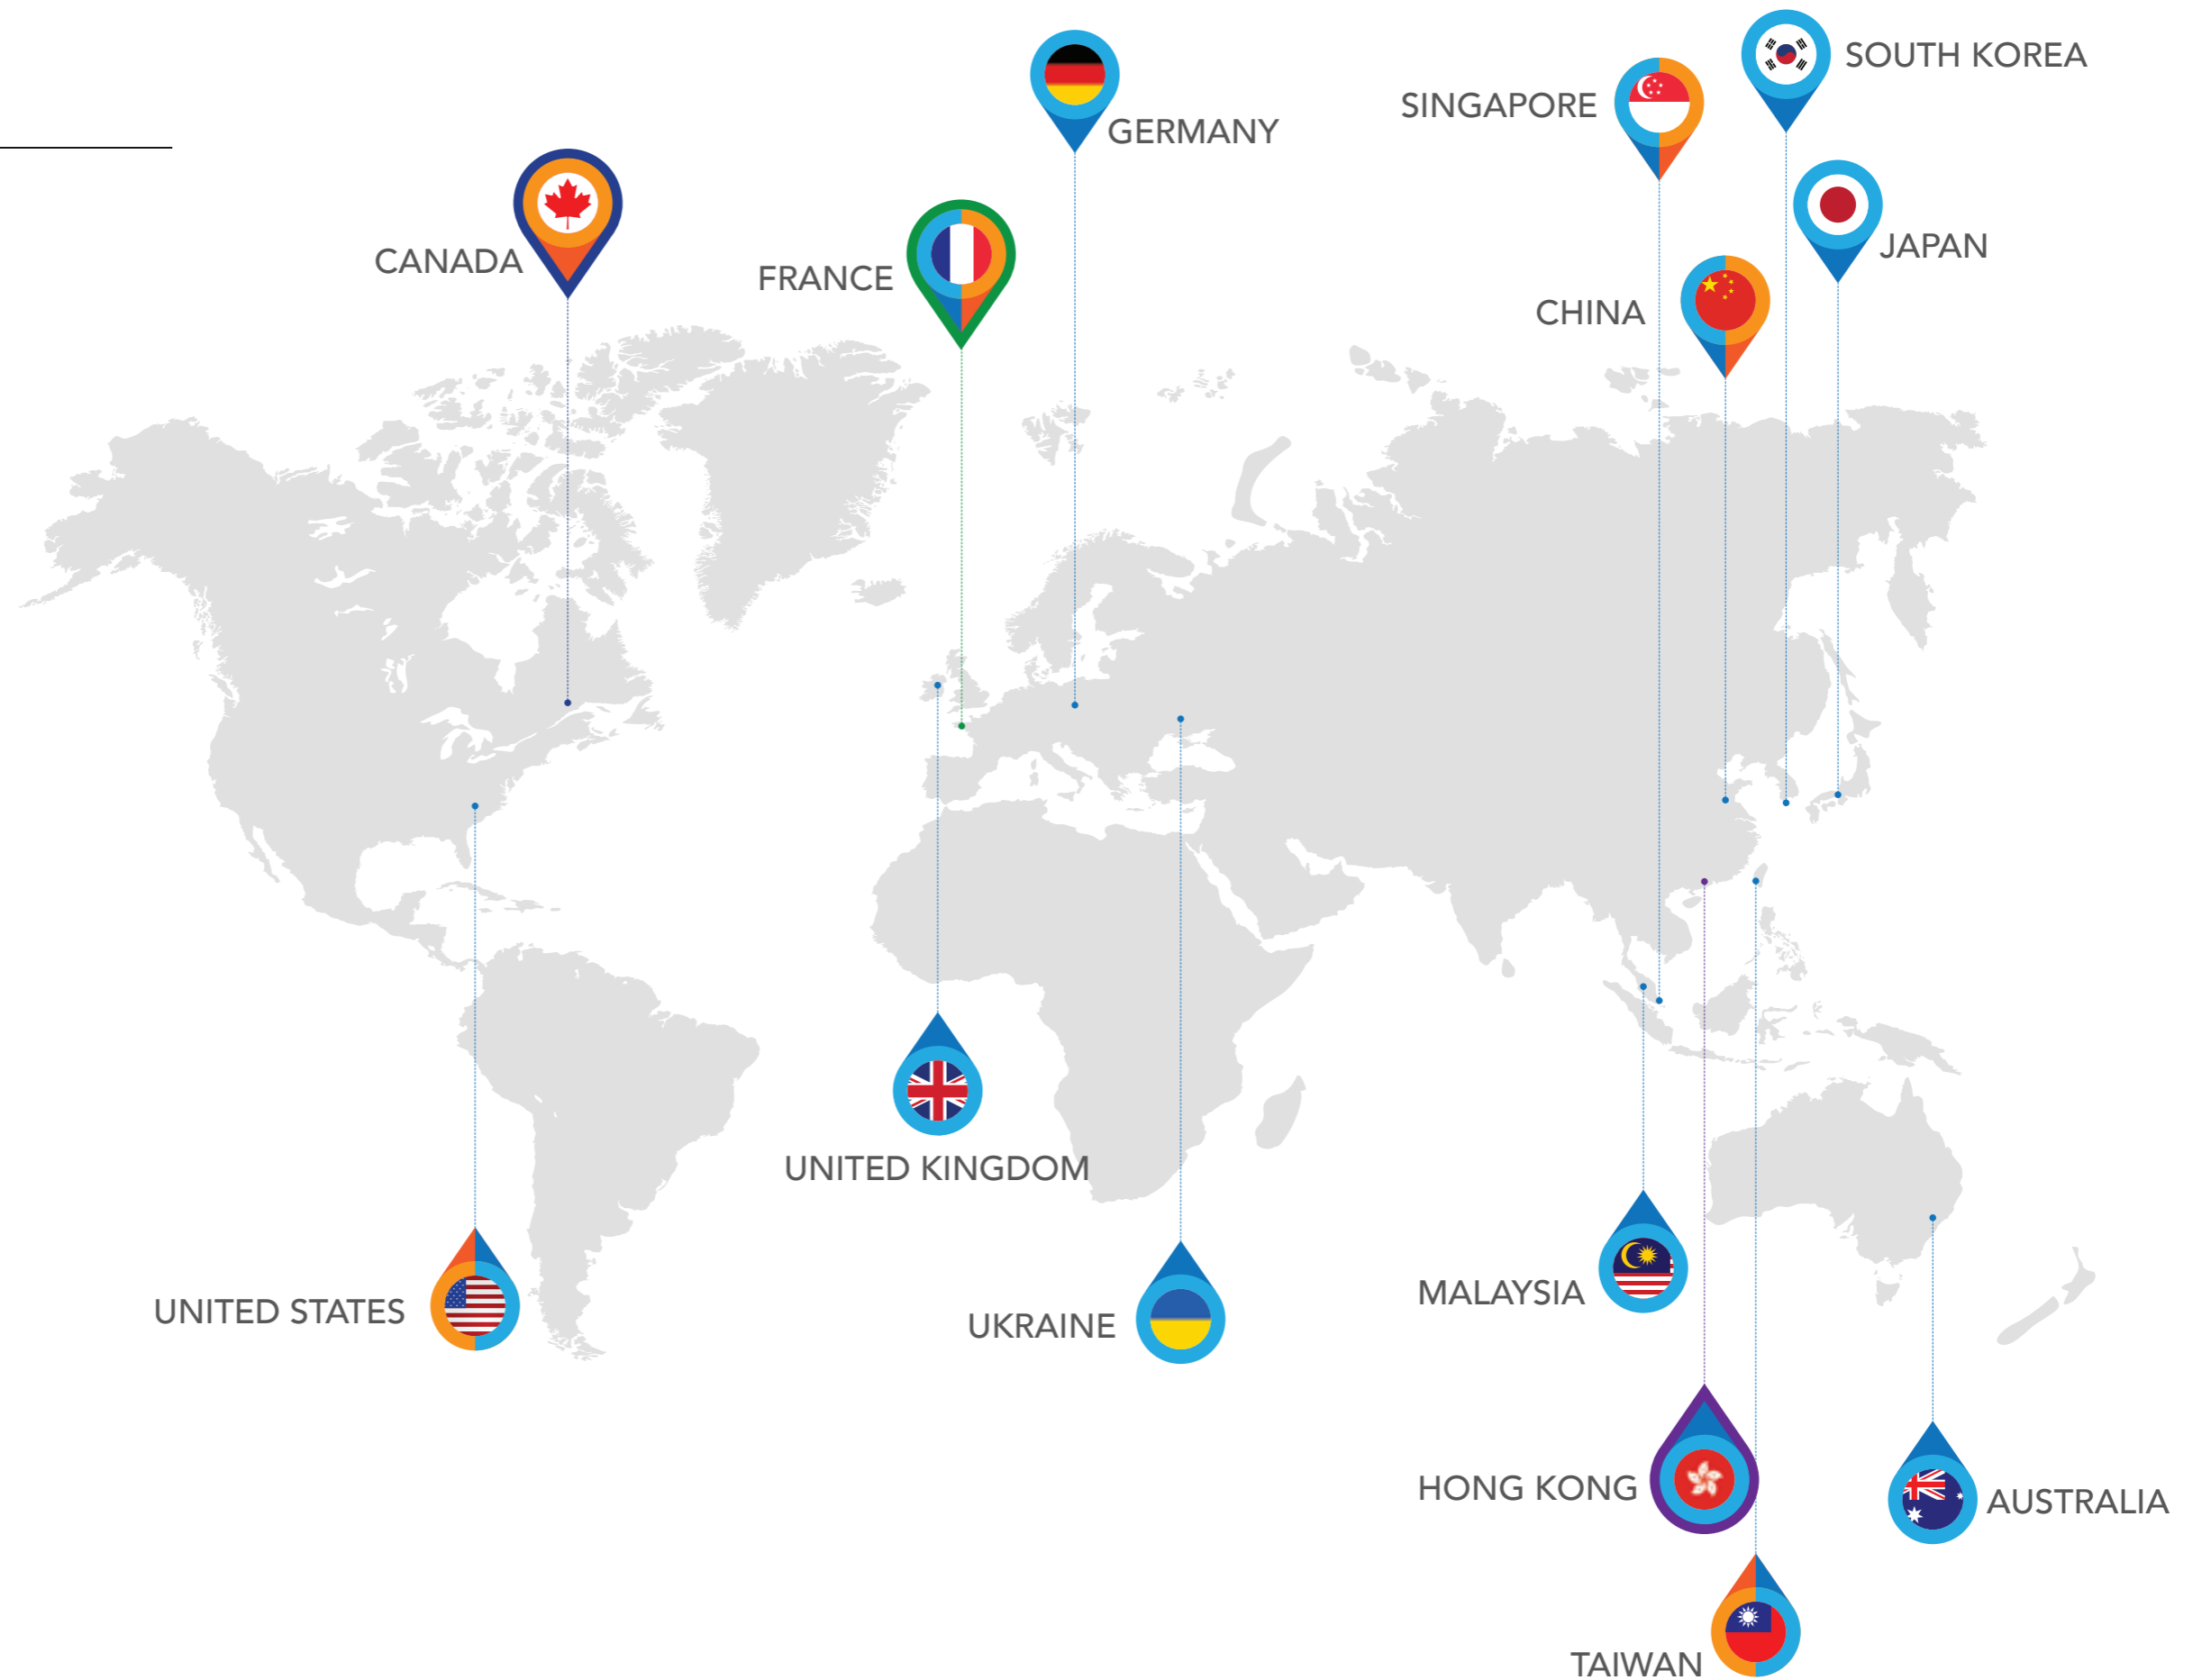 SOUTH KOREA
SINGAPORE
GERMANY
JAPAN
CANADA
FRANCE
CHINA
UNITED KINGDOM
MALAYSIA
UNITED STATES
UKRAINE
HONG KONG
AUSTRALIA
TAIWAN